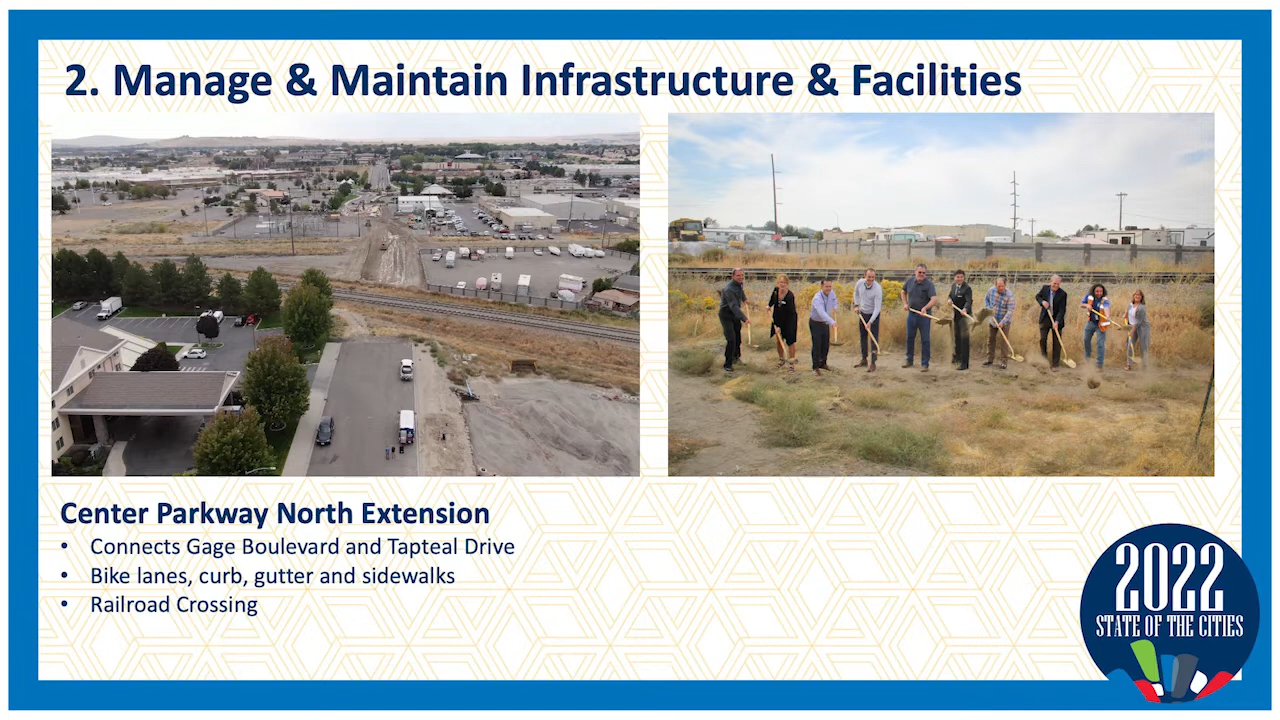 2. Manage & Maintain Infrastructure & Facilities
Center Parkway North Extension
• Connects Gage Boulevard and Tapteal Drive
• Bike lanes, curb, gutter and sidewalks
• Railroad Crossing
2022
STATE OF THE CITIES